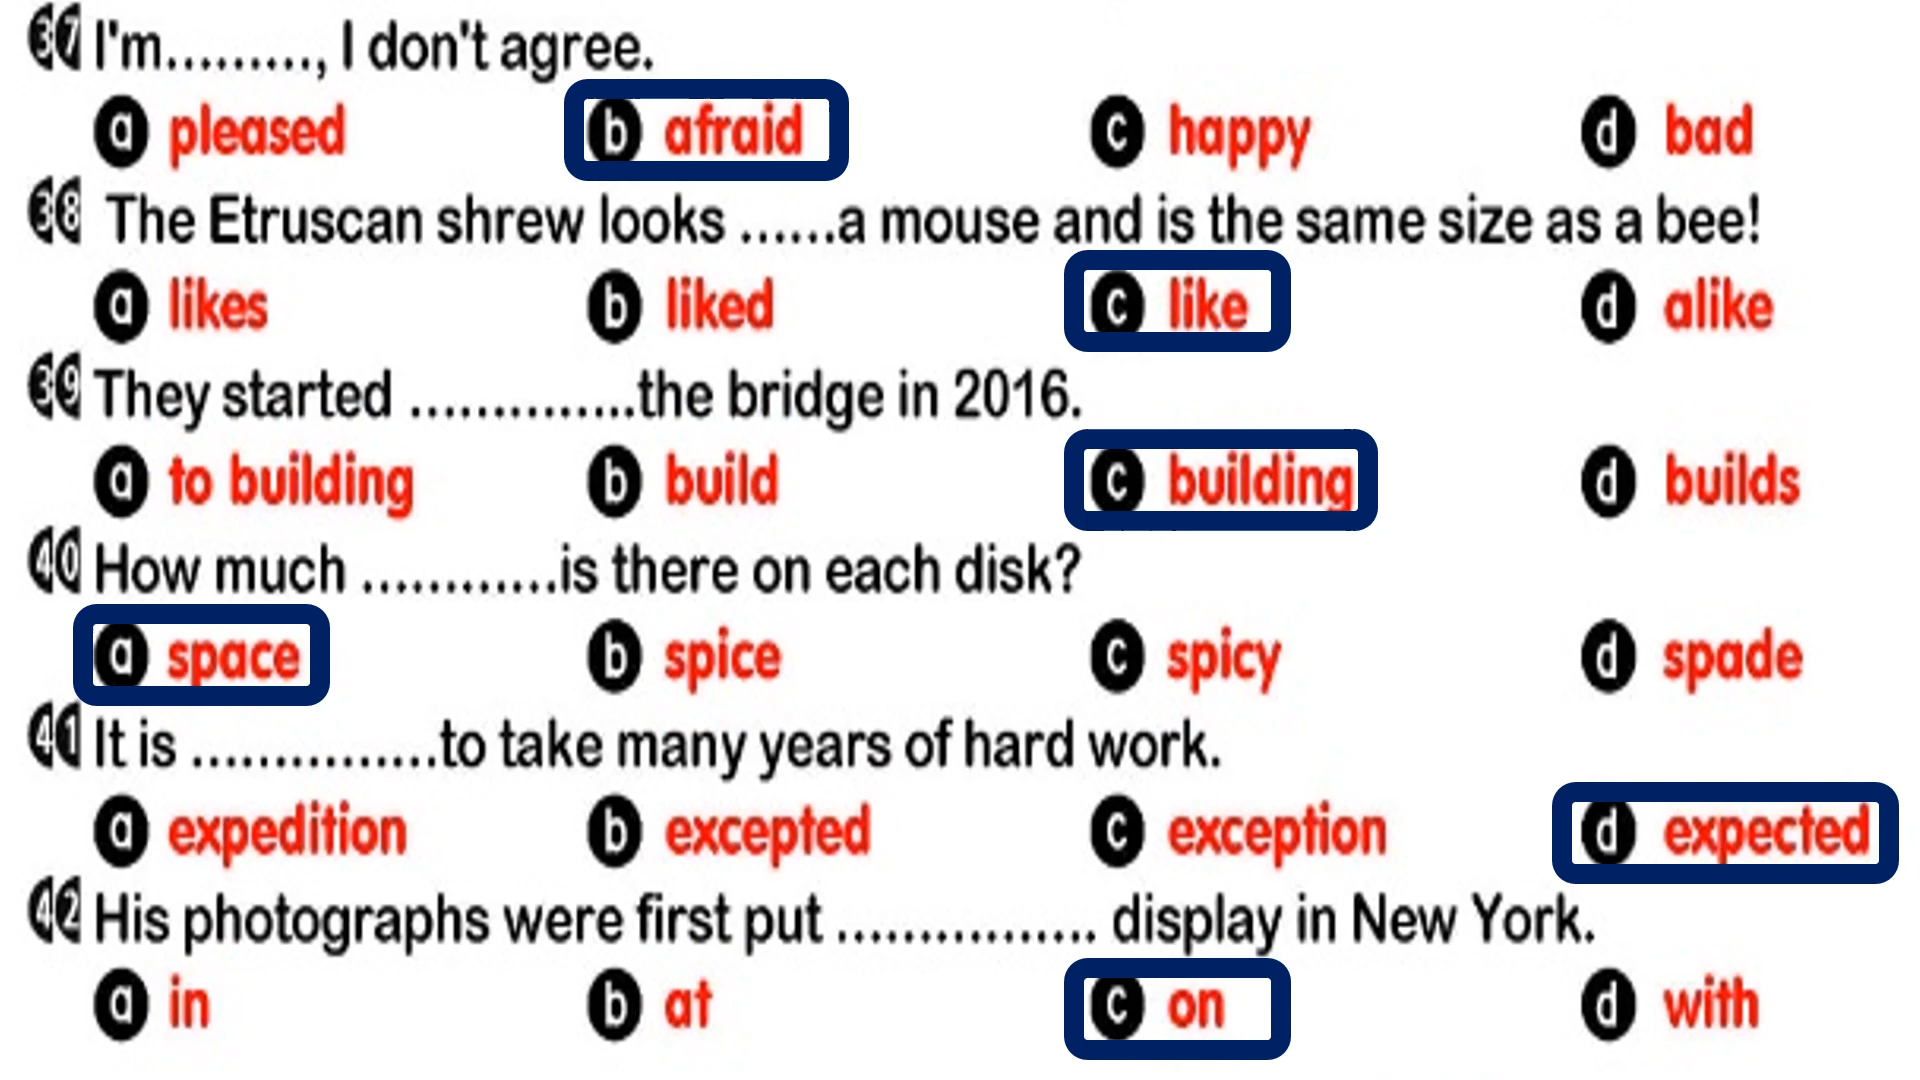 37 I'm………, I don't agree.
a pleased b afraid c happy d bad
38 The Etruscan shrew looks ……a mouse and is the same size as a bee!
a likes b liked c like d alike
39 They started …………..the bridge in 2016.
a to building b build c building d builds
40 How much …………is there on each disk?
a space b spice c spicy d spade
41 It is ……………to take many years of hard work.
a expedition b excepted c exception d expected
42 His photographs were first put ……………. display in New York.
a in b at c on d with